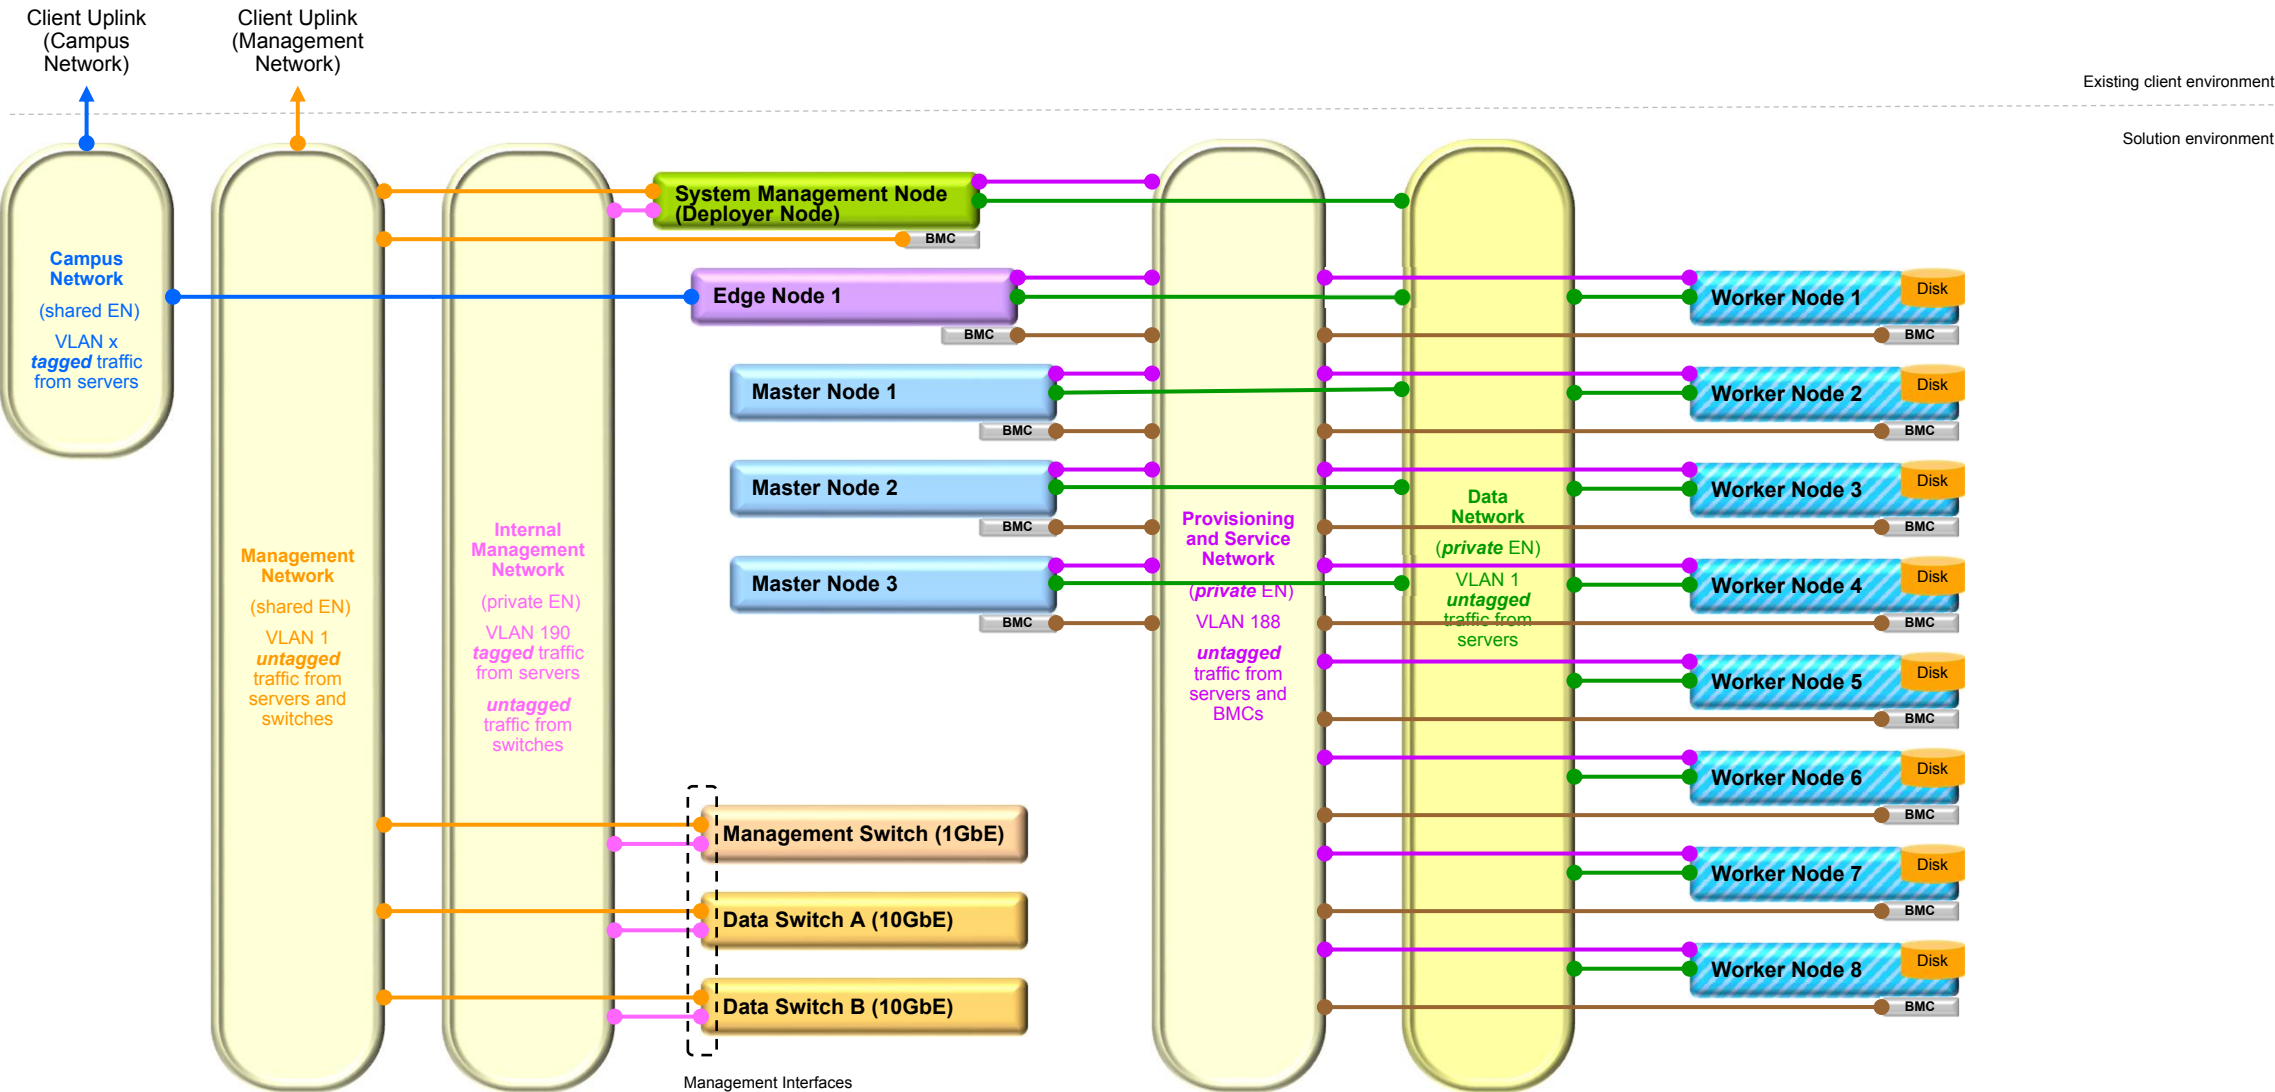 Client Uplink
(Campus
Network)
Client Uplink
(Management
Network)
Existing client environment
Solution environment
Campus
Network
(shared EN)
VLAN x
tagged traffic
from servers
Management
Network
(shared EN)
VLAN 1
untagged
traffic from
servers and
switches
Internal
Management
Network
(private EN)
VLAN 190
tagged traffic
from servers
untagged
traffic from
switches
System Management Node
(Deployer Node)
BMC
Edge Node 1
BMC
Master Node 1
BMC
Master Node 2
BMC
Master Node 3
BMC
Management Switch (1GbE)
Data Switch A (10GbE)
Data Switch B (10GbE)
Management Interfaces
Provisioning
and Service
Network
(private EN)
VLAN 188
untagged
traffic from
servers and
BMCs
Data
Network
(private EN)
VLAN 1
untagged
traffic from
servers
Worker Node 1
Disk
BMC
Worker Node 2
Disk
BMC
Worker Node 3
Disk
BMC
Worker Node 4
Disk
BMC
Worker Node 5
Disk
BMC
Worker Node 6
Disk
BMC
Worker Node 7
Disk
BMC
Worker Node 8
Disk
BMC